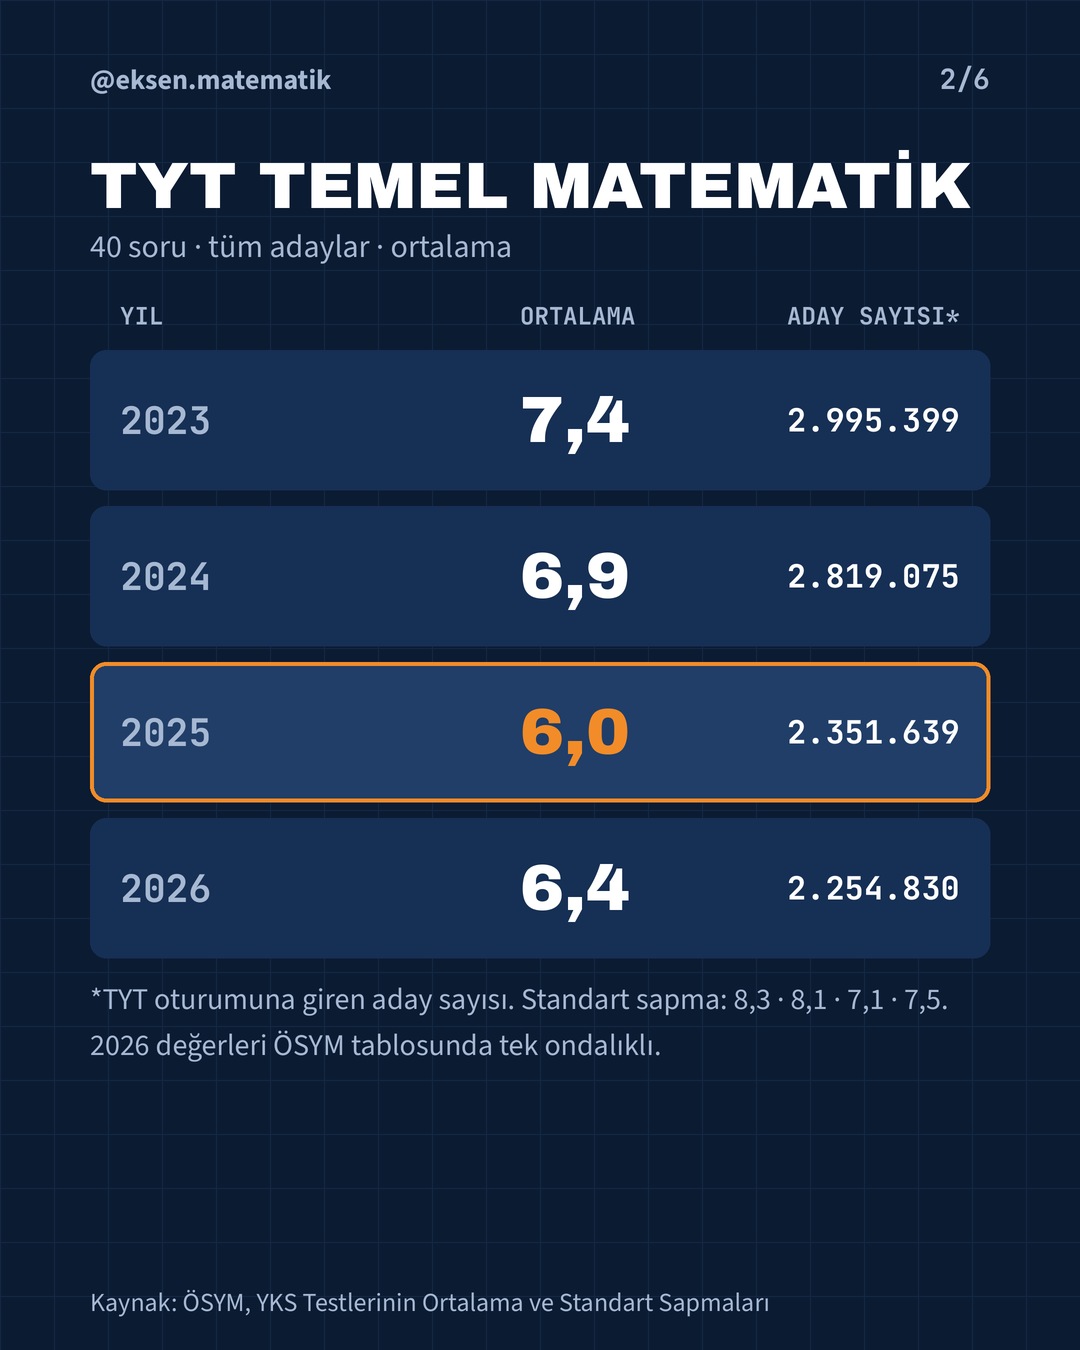 @eksen.matematik 2/6
TYT TEMEL MATEMATİK
40 soru · tüm adaylar · ortalama
YIL ORTALAMA ADAY SAYISI*
2023 7,4 2.995.399
2024 6,9 2.819.075
2025 6,0 2.351.639
2026 6,4 2.254.830
*TYT oturumuna giren aday sayısı. Standart sapma: 8,3 · 8,1 · 7,1 · 7,5.
2026 değerleri ÖSYM tablosunda tek ondalıklı.
Kaynak: ÖSYM, YKS Testlerinin Ortalama ve Standart Sapmaları